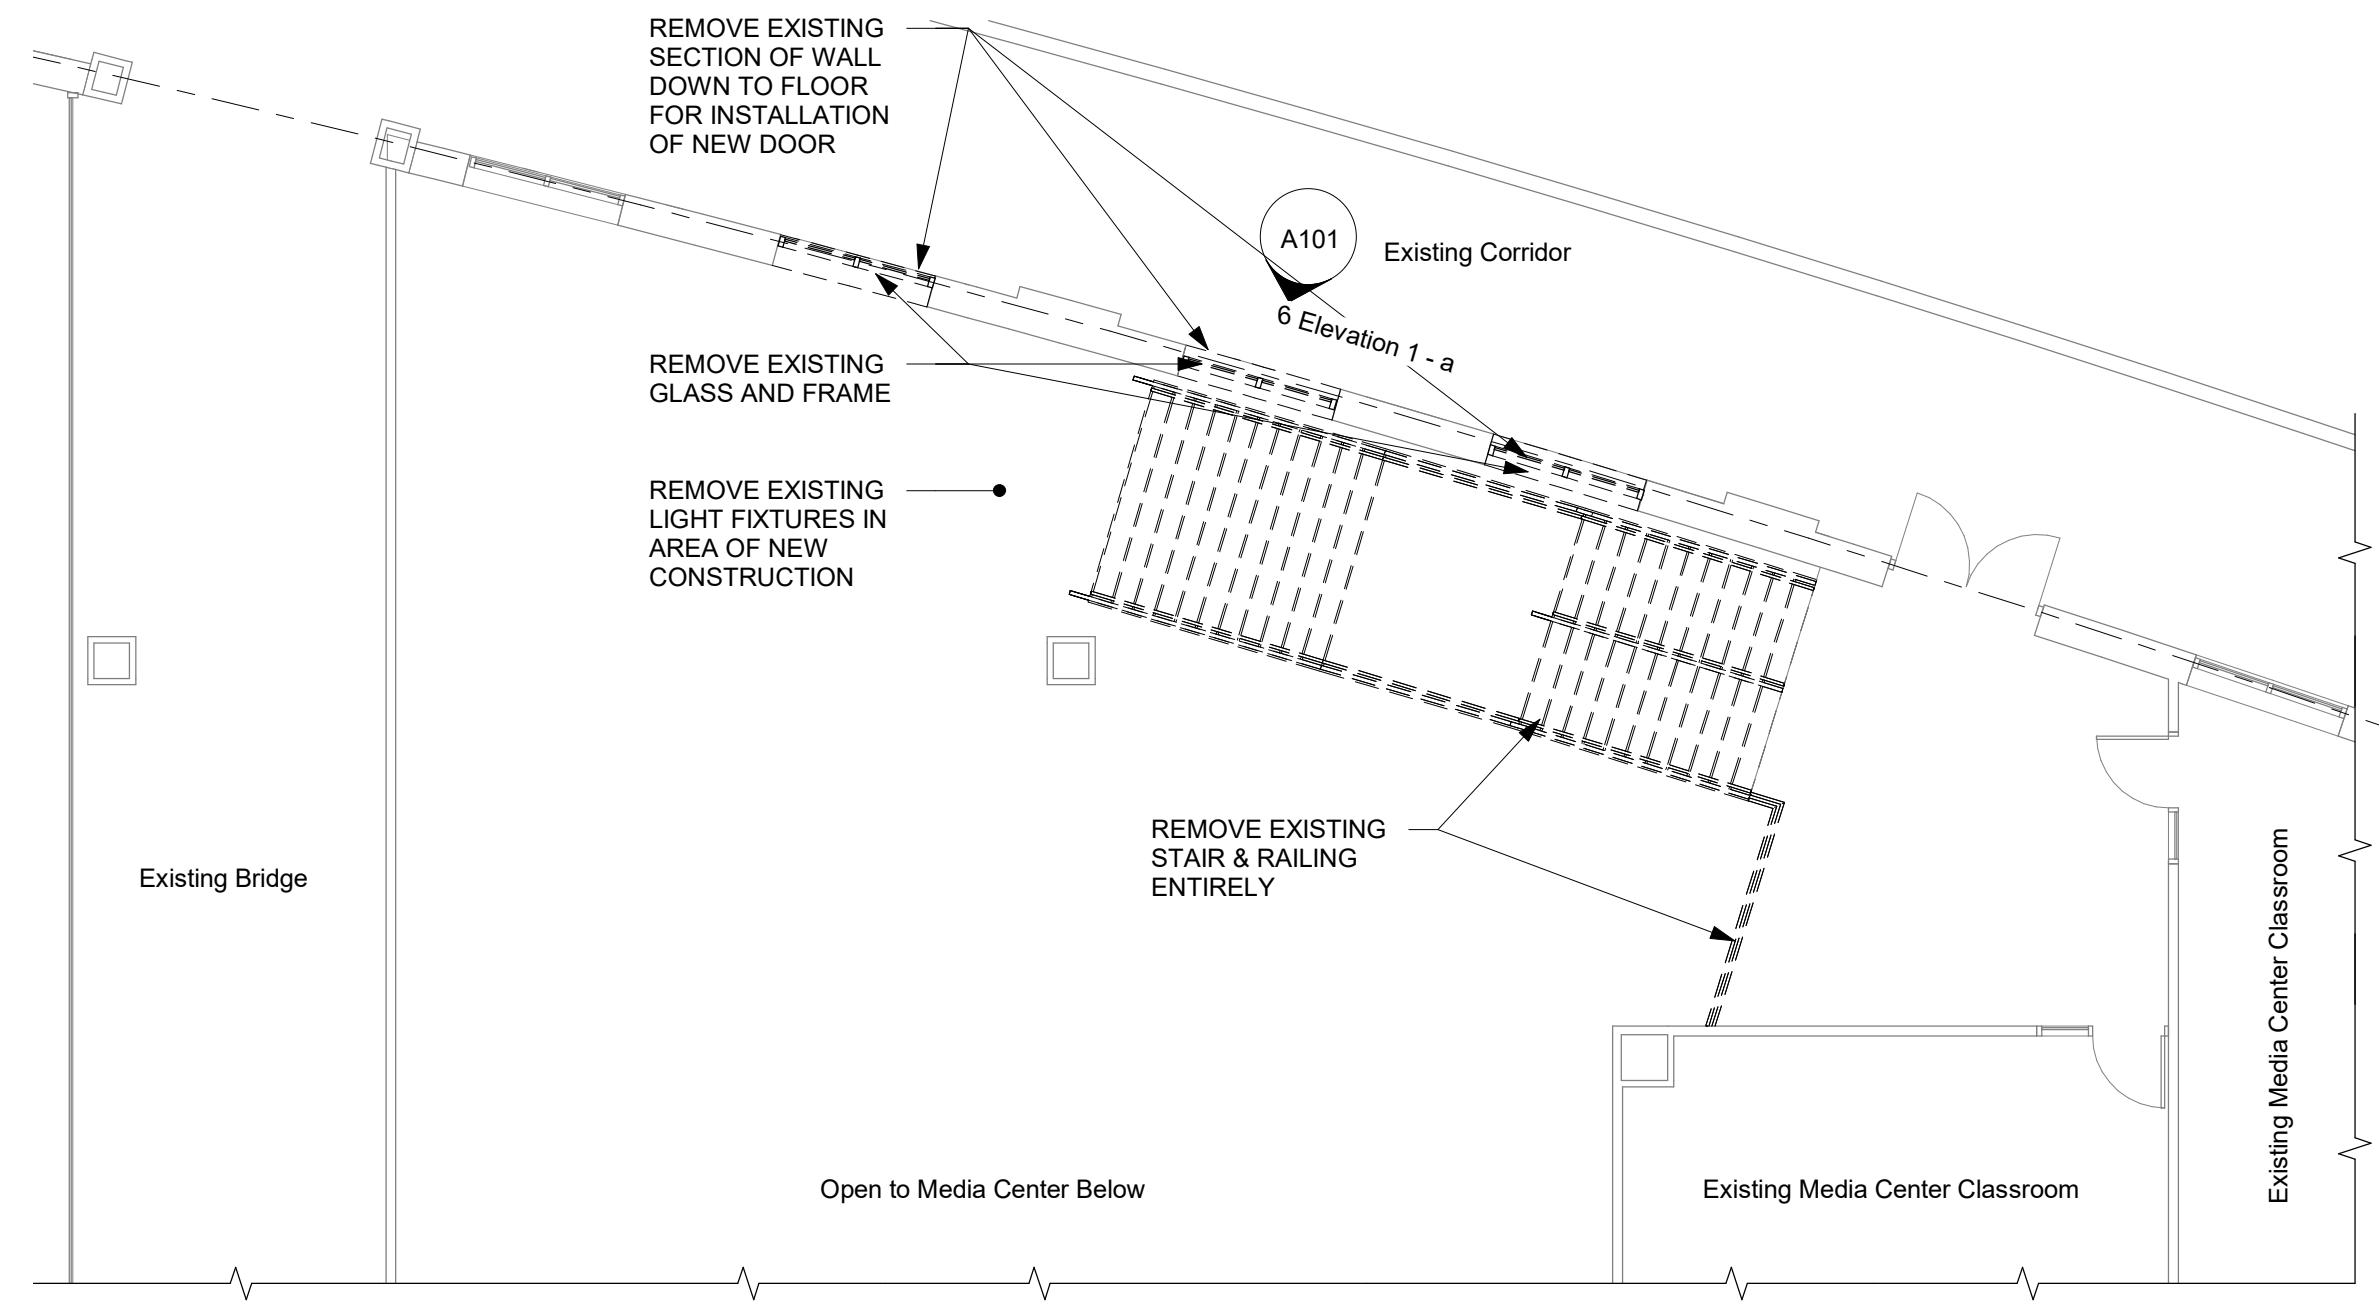 REMOVE EXISTING
SECTION OF WALL
DOWN TO FLOOR
FOR INSTALLATION
OF NEW DOOR
A101
Existing Corridor
6 Elevation 1 - a
REMOVE EXISTING
GLASS AND FRAME
REMOVE EXISTING
LIGHT FIXTURES IN
AREA OF NEW
CONSTRUCTION
REMOVE EXISTING
STAIR & RAILING
ENTIRELY
Existing Bridge
Existing Media Center Classroom
Open to Media Center Below
Existing Media Center Classroom